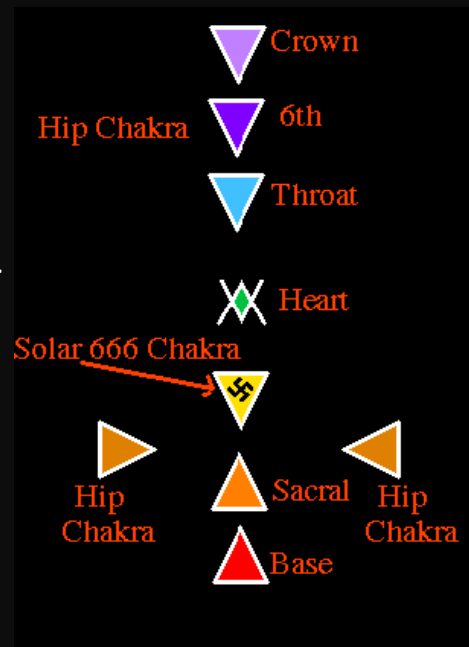 Crown
6th
Hip Chakra
Throat
Heart
Solar 666 Chakra
Sacral
Hip
Chakra
Hip
Chakra
Base